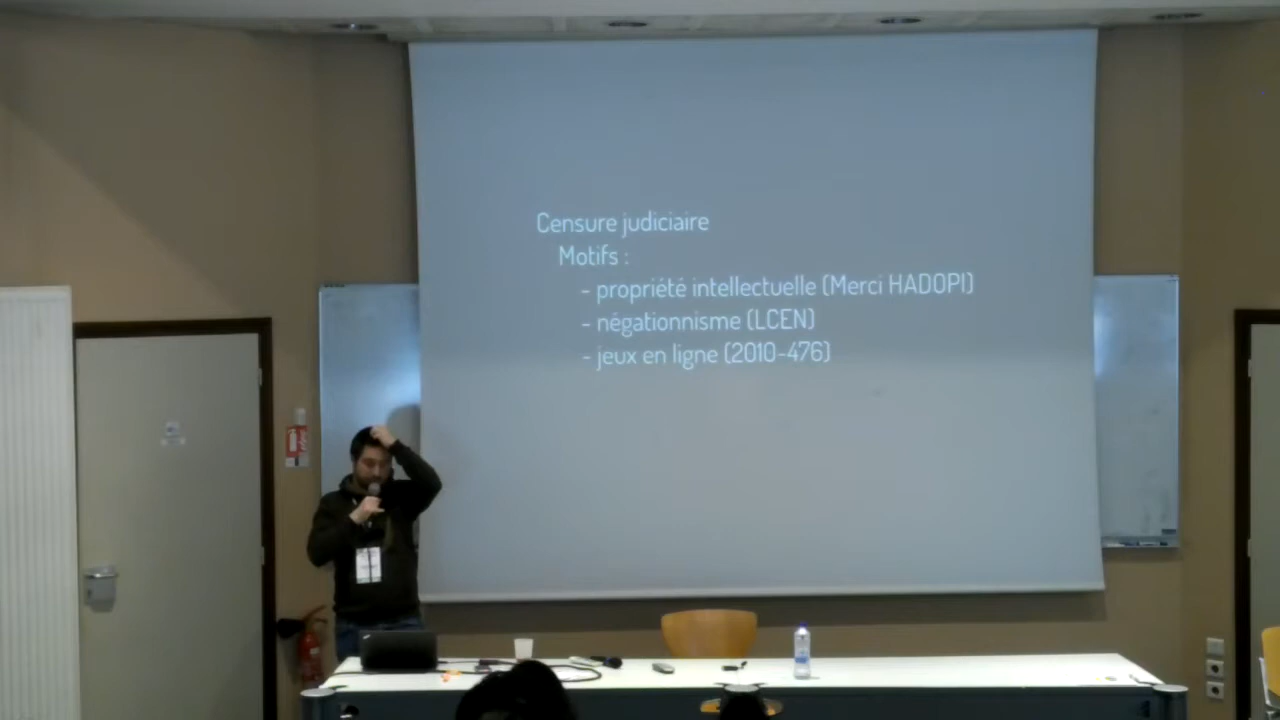 Censure judiciaire
Motifs :
- propriété intellectuelle (Merci HADOPI)
- négationnisme (LCEN)
- jeux en ligne (2010-476)